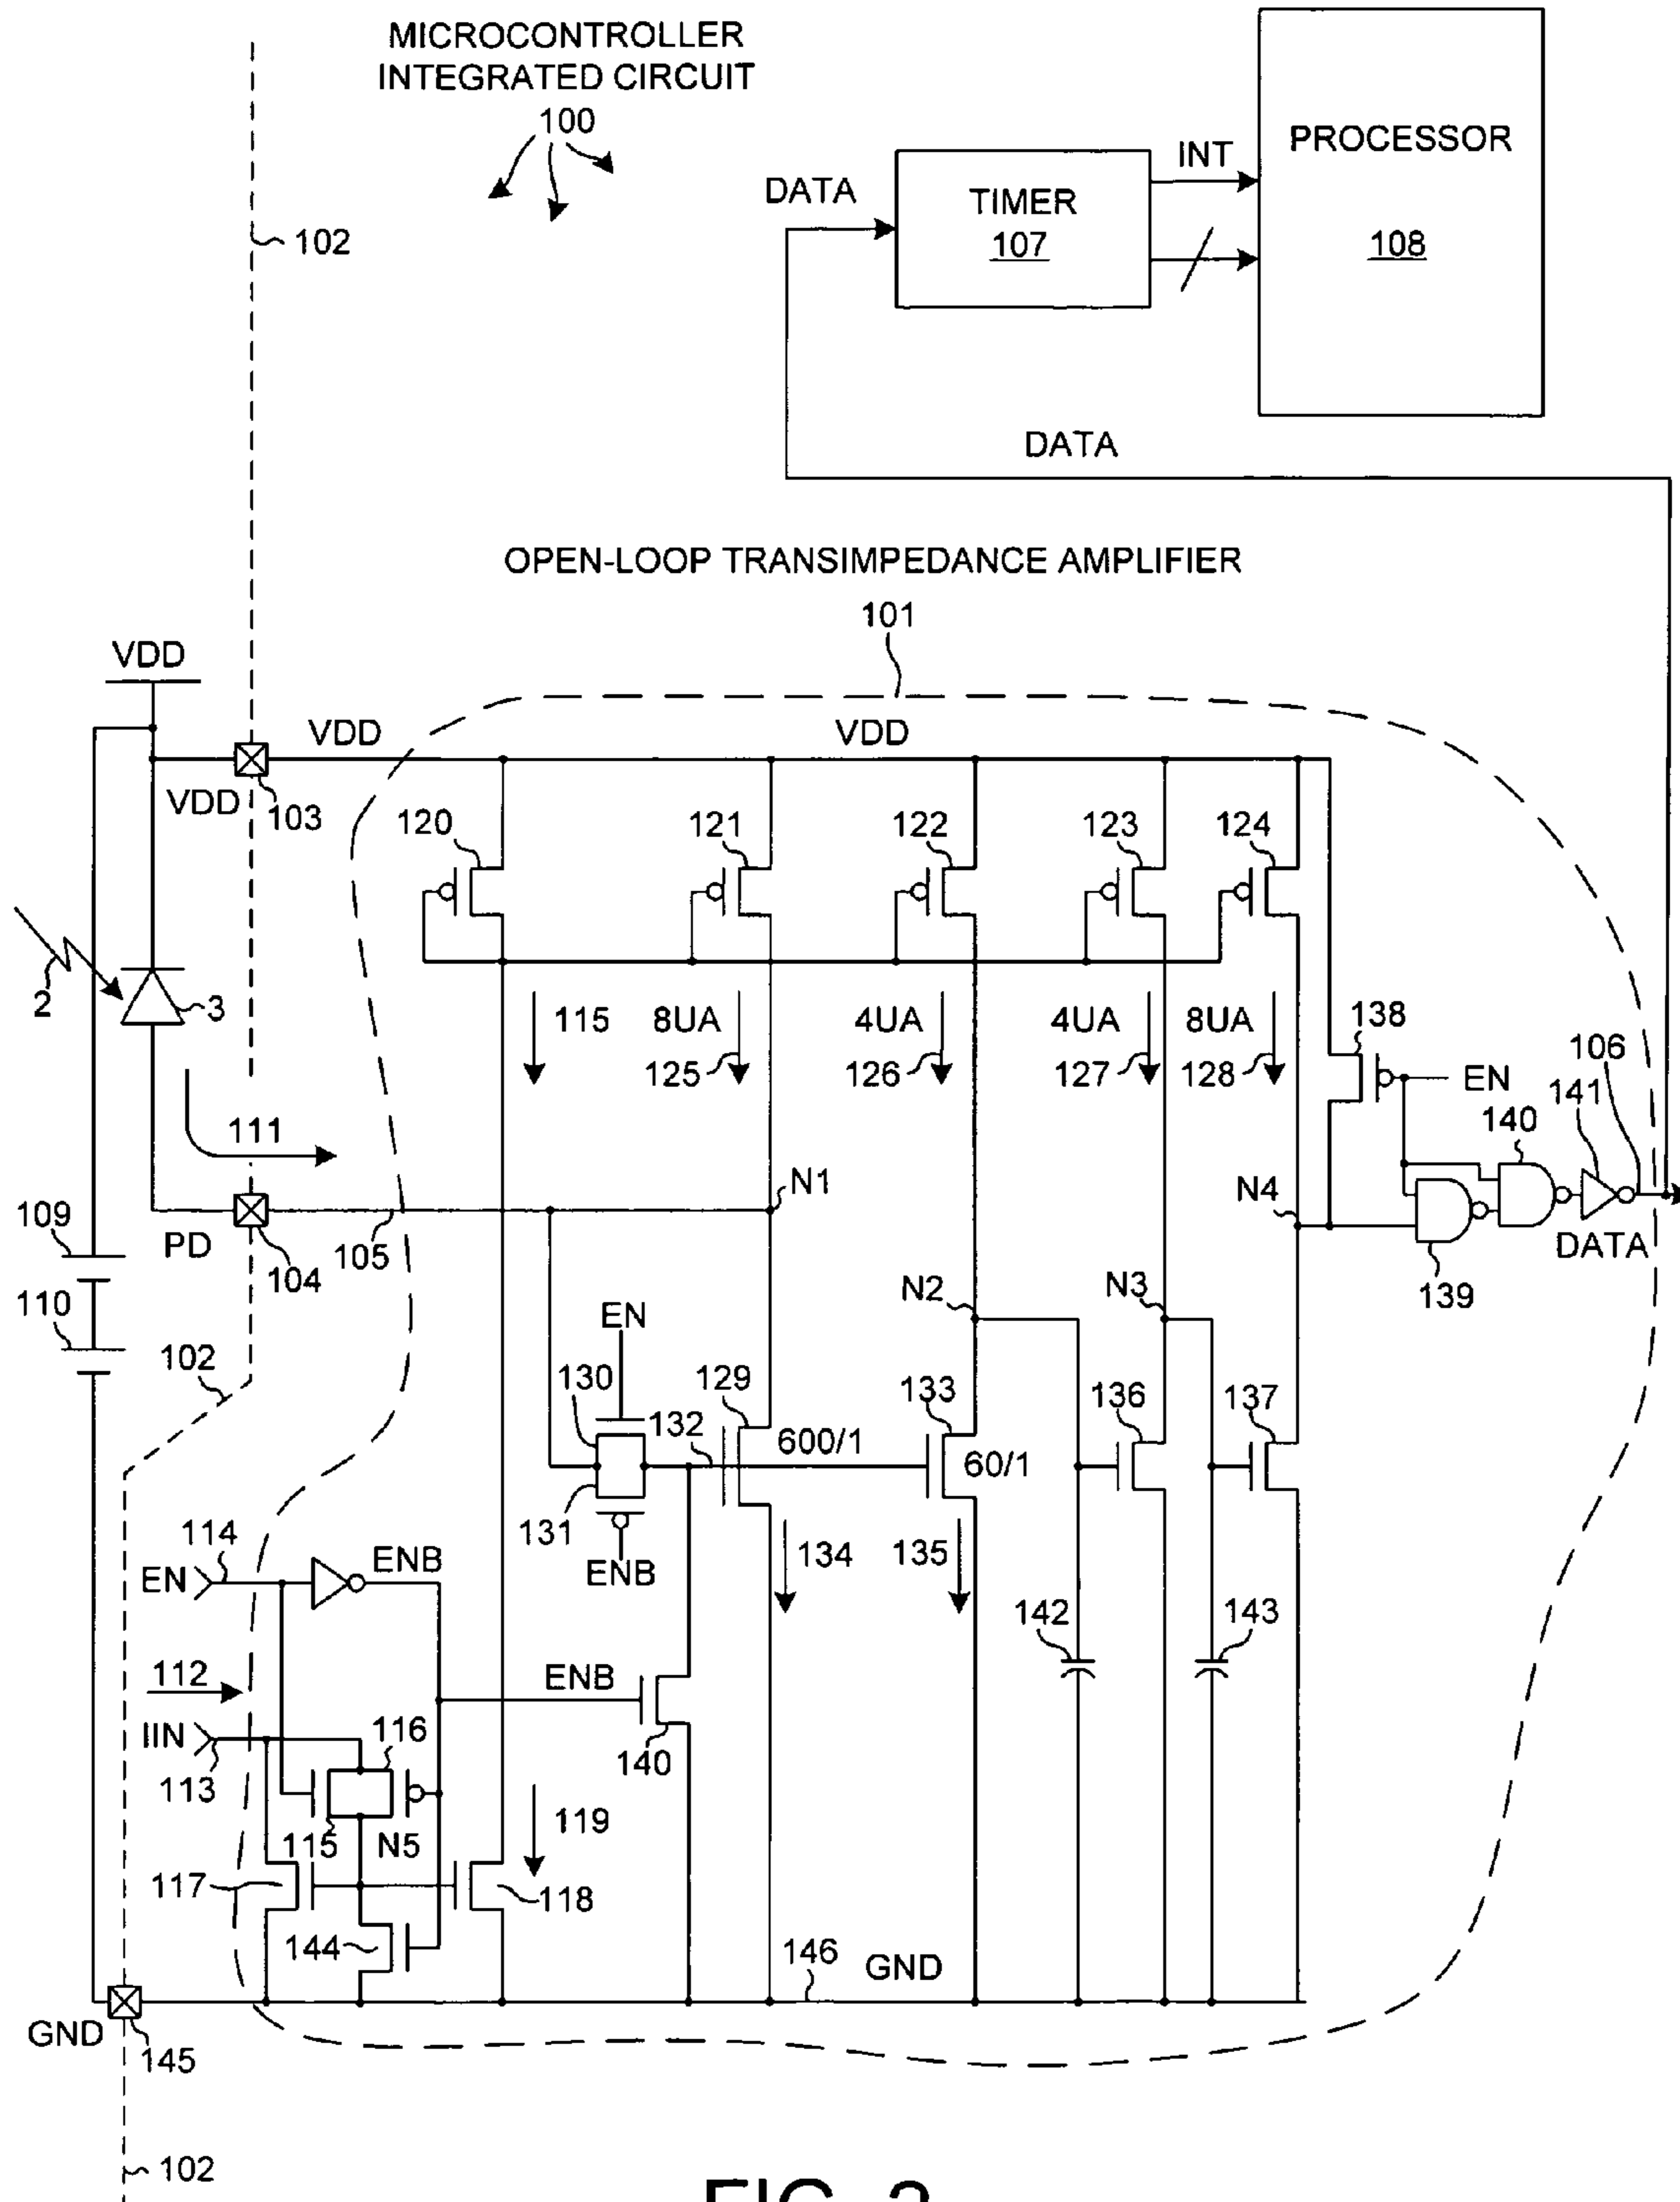 MICROCONTROLLER
INTEGRATED CIRCUIT
100
102
DATA
TIMER
107
INT
PROCESSOR
108
DATA
OPEN-LOOP TRANSIMPEDANCE AMPLIFIER
101
VDD
VDD
VDD
VDD
103
120
121
122
123
124
2
3
115
8UA
125
4UA
126
4UA
127
8UA
128
138
EN
106
141
140
111
N1
N4
109
PD
104
105
DATA
139
110
N2
N3
EN
102
130
132
129
600/1
133
60/1
136
137
131
ENB
134
135
114
EN
ENB
142
143
112
ENB
IIN
113
116
140
115
N5
119
117
118
144
146
GND
GND
145
102